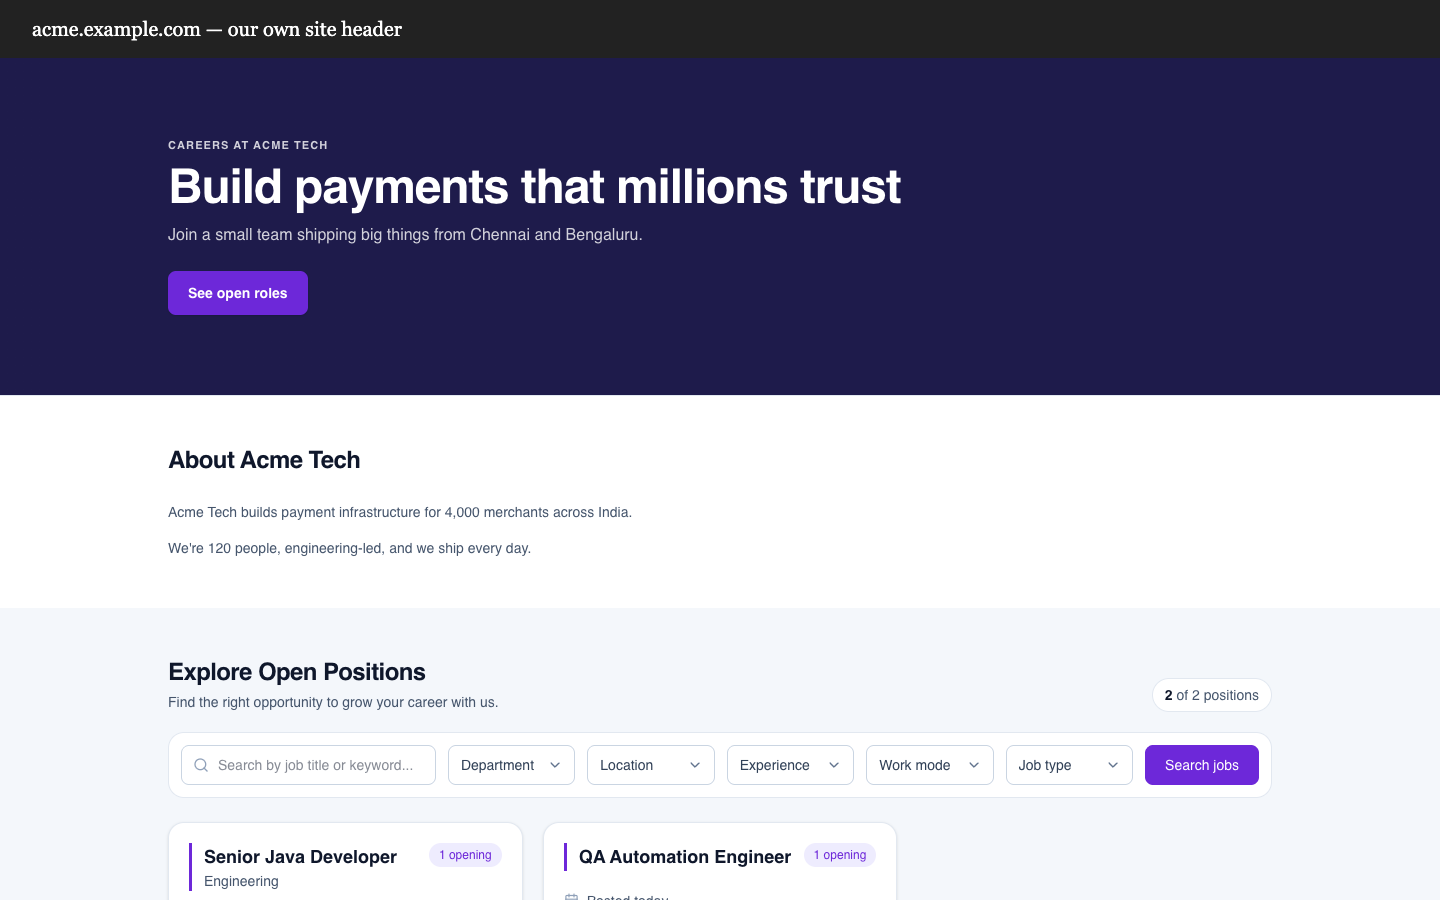 acme.example.com — our own site header
CAREERS AT ACME TECH
Build payments that millions trust
Join a small team shipping big things from Chennai and Bengaluru.
See open roles
About Acme Tech
Acme Tech builds payment infrastructure for 4,000 merchants across India.
We're 120 people, engineering-led, and we ship every day.
Explore Open Positions
Find the right opportunity to grow your career with us.
2 of 2 positions
Search by job title or keyword...
Department
Location
Experience
Work mode
Job type
Search jobs
Senior Java Developer
1 opening
Engineering
QA Automation Engineer
1 opening
Posted today